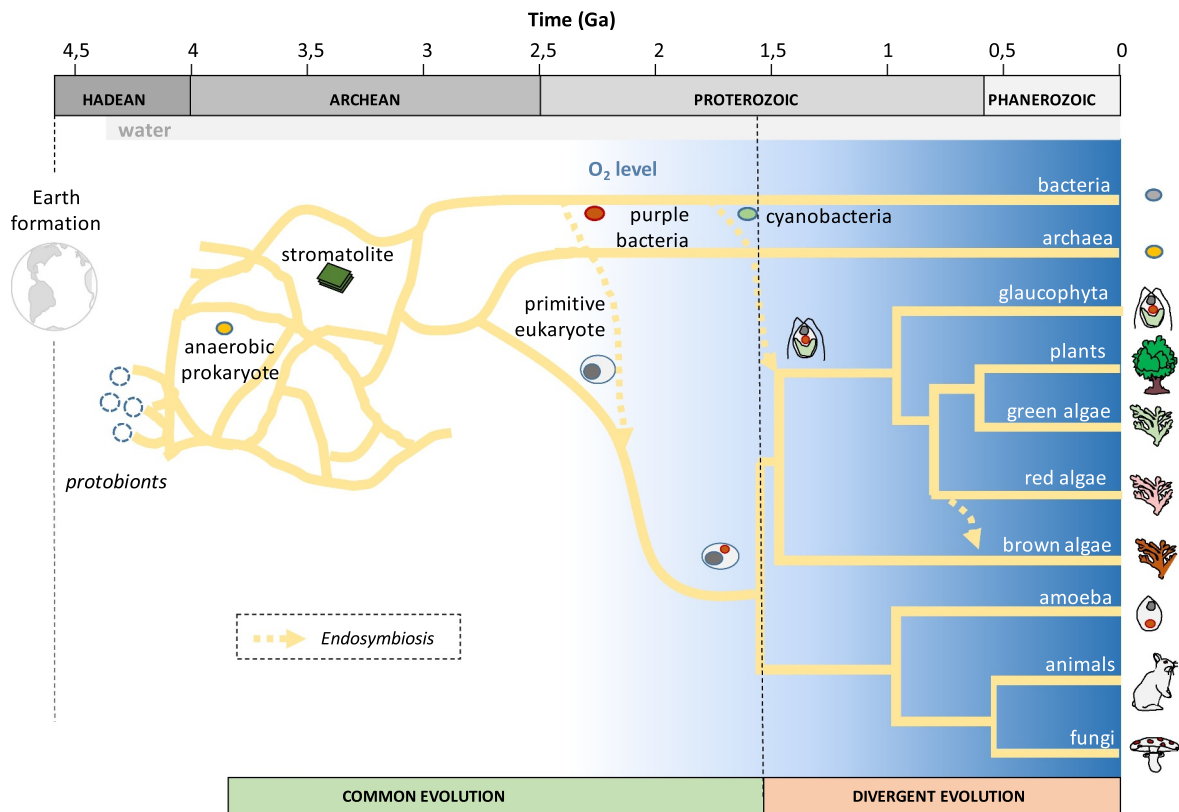 Time (Ga)
4,5 4 3,5 3 2,5 2 1,5 1 0,5 0
HADEAN ARCHEAN PROTEROZOIC PHANEROZOIC
water
O₂ level
Earth
formation
bacteria
purple
bacteria
cyanobacteria
archaea
stromatolite
glaucophyta
primitive
eukaryote
anaerobic
prokaryote
plants
green algae
protobionts
red algae
brown algae
amoeba
Endosymbiosis
animals
fungi
COMMON EVOLUTION DIVERGENT EVOLUTION